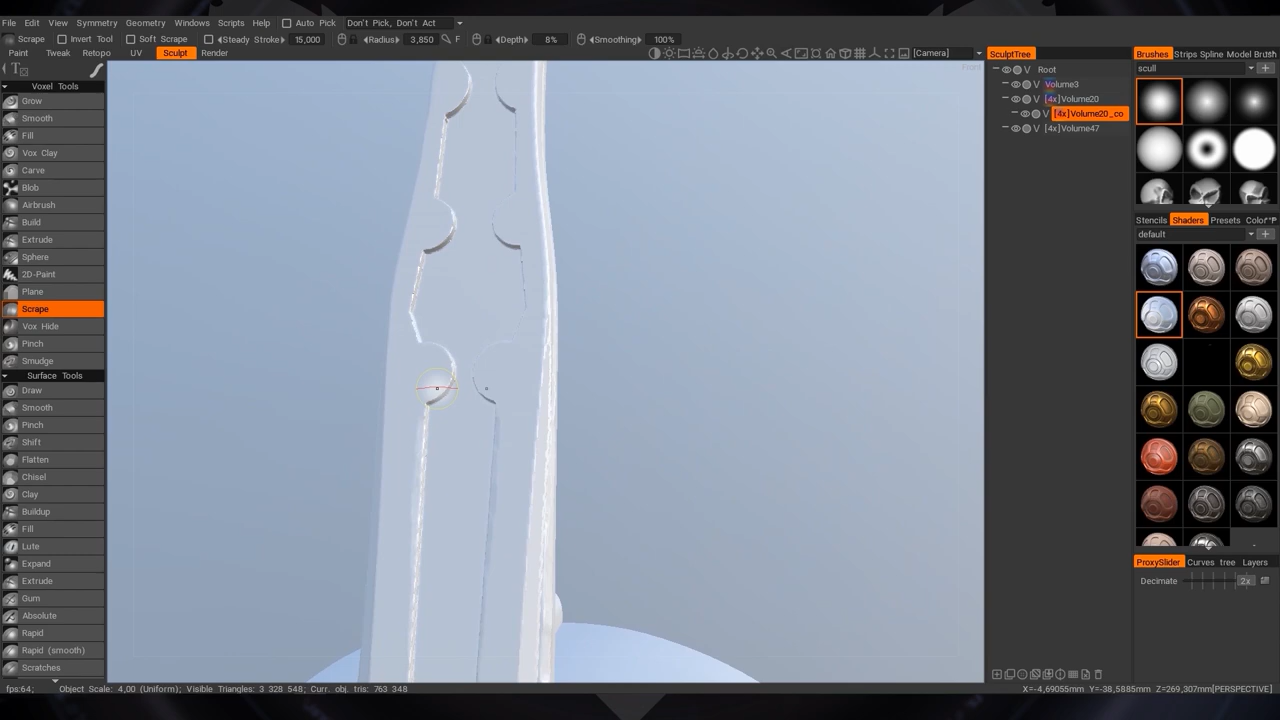 File Edit View Symmetry Geometry Windows Scripts Help Auto Pick Don't Pick, Don't Act
Scrape Invert Tool Soft Scrape Steady Stroke 15,000 Radius 3,850 F Depth 8% Smoothing 100%
Paint Tweak Retopo UV Sculpt Render [Camera]
Front
Voxel Tools
Grow
Smooth
Fill
Vox Clay
Carve
Blob
Airbrush
Build
Extrude
Sphere
2D-Paint
Plane
Scrape
Vox Hide
Pinch
Smudge
Surface Tools
Draw
Smooth
Pinch
Shift
Flatten
Chisel
Clay
Buildup
Fill
Lute
Expand
Extrude
Gum
Absolute
Rapid
Rapid (smooth)
Scratches
SculptTree
Root
V Volume3
V [4x]Volume20
V [4x]Volume20_co
V [4x]Volume47
Brushes Strips Spline Model Brush
scull
Stencils Shaders Presets Color
default
ProxySlider Curves tree Layers
Decimate 2x
fps:64; Object Scale: 4,00 (Uniform); Visible Triangles: 3 328 548; Curr. obj. tris: 763 348
X=-4,69055mm Y=-38,5885mm Z=269,307mm[PERSPECTIVE]